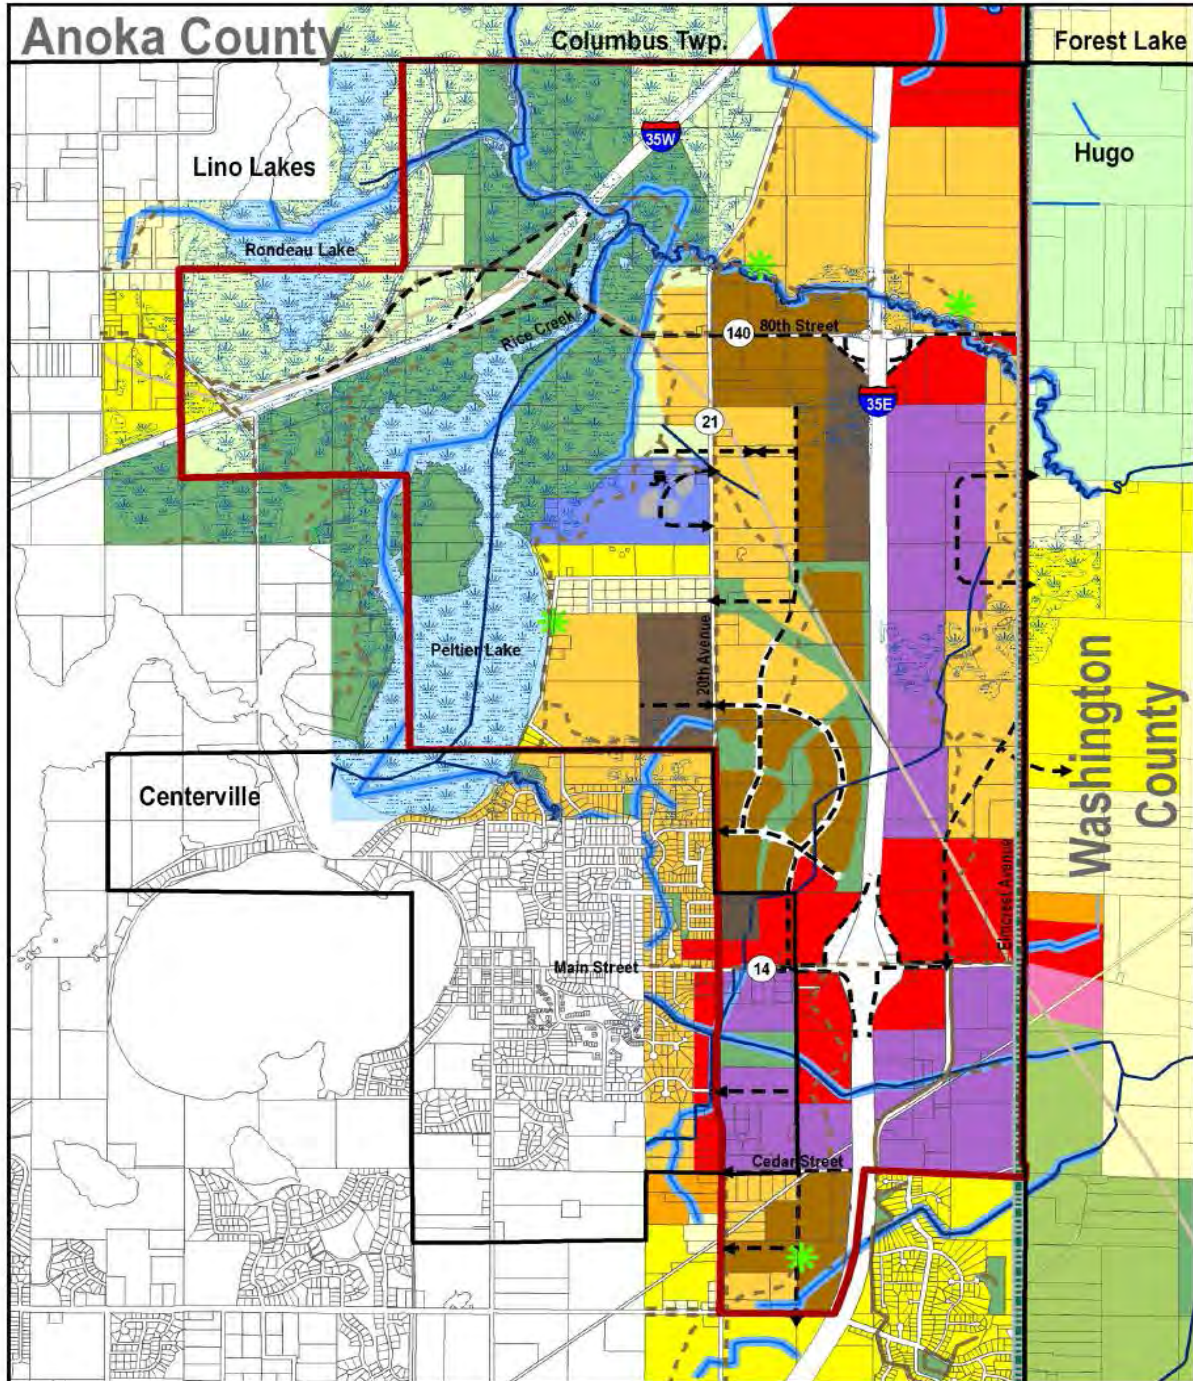 Anoka County
Columbus Twp.
Forest Lake
35W
Lino Lakes
Hugo
Rondeau Lake
Rice Creek
140
80th Street
35E
21
20th Avenue
Peltier Lake
Washington
County
Centerville
Elmcrest Avenue
Main Street
14
Cedar Street